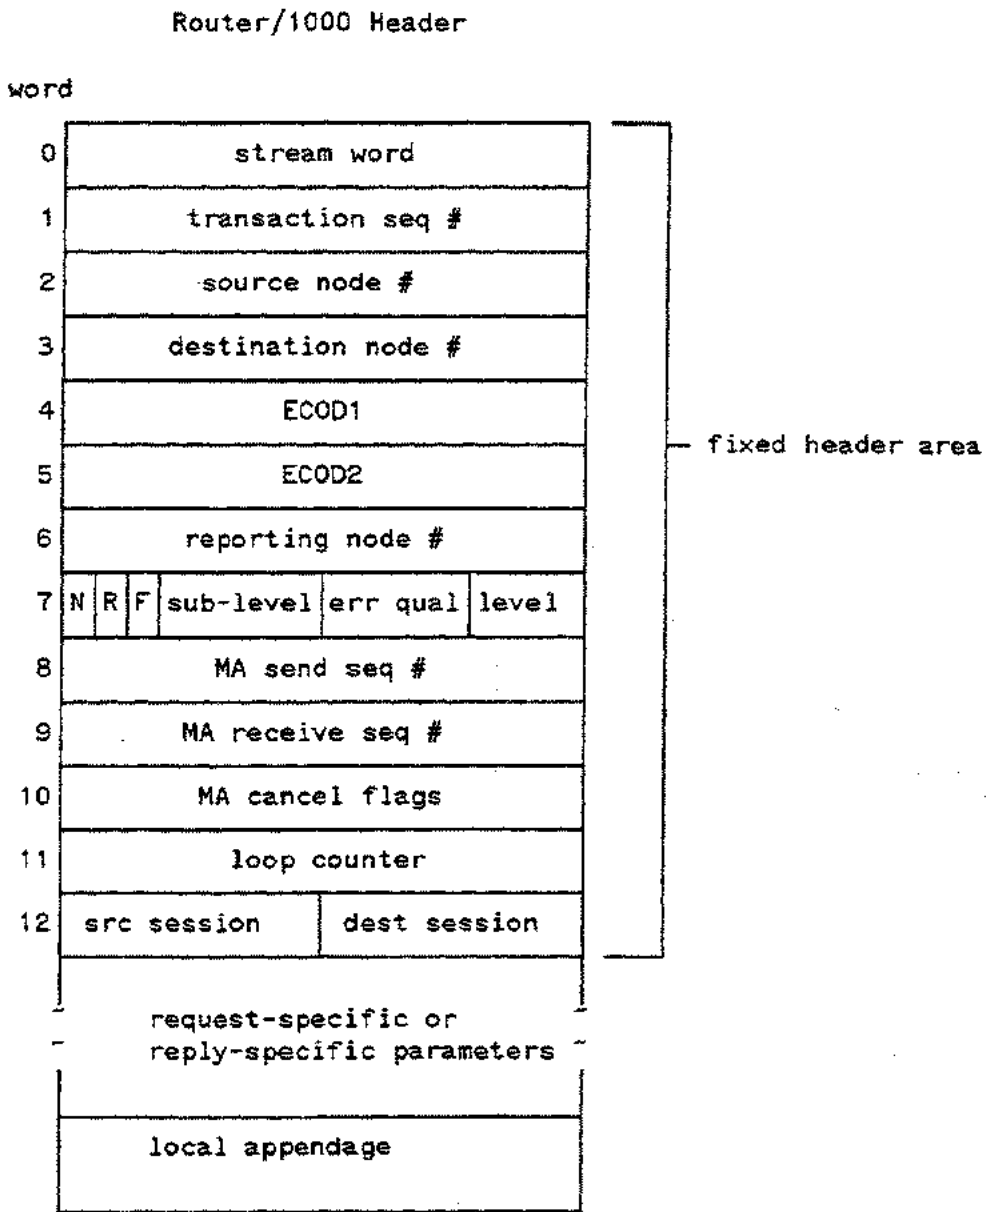 Router/1000 Header
word
0 stream word
1 transaction seq #
2 source node #
3 destination node #
4 ECOD1
5 ECOD2
fixed header area
6 reporting node #
7 N R F sub-level err qual level
8 MA send seq #
9 MA receive seq #
10 MA cancel flags
11 loop counter
12 src session dest session
request-specific or
reply-specific parameters
local appendage